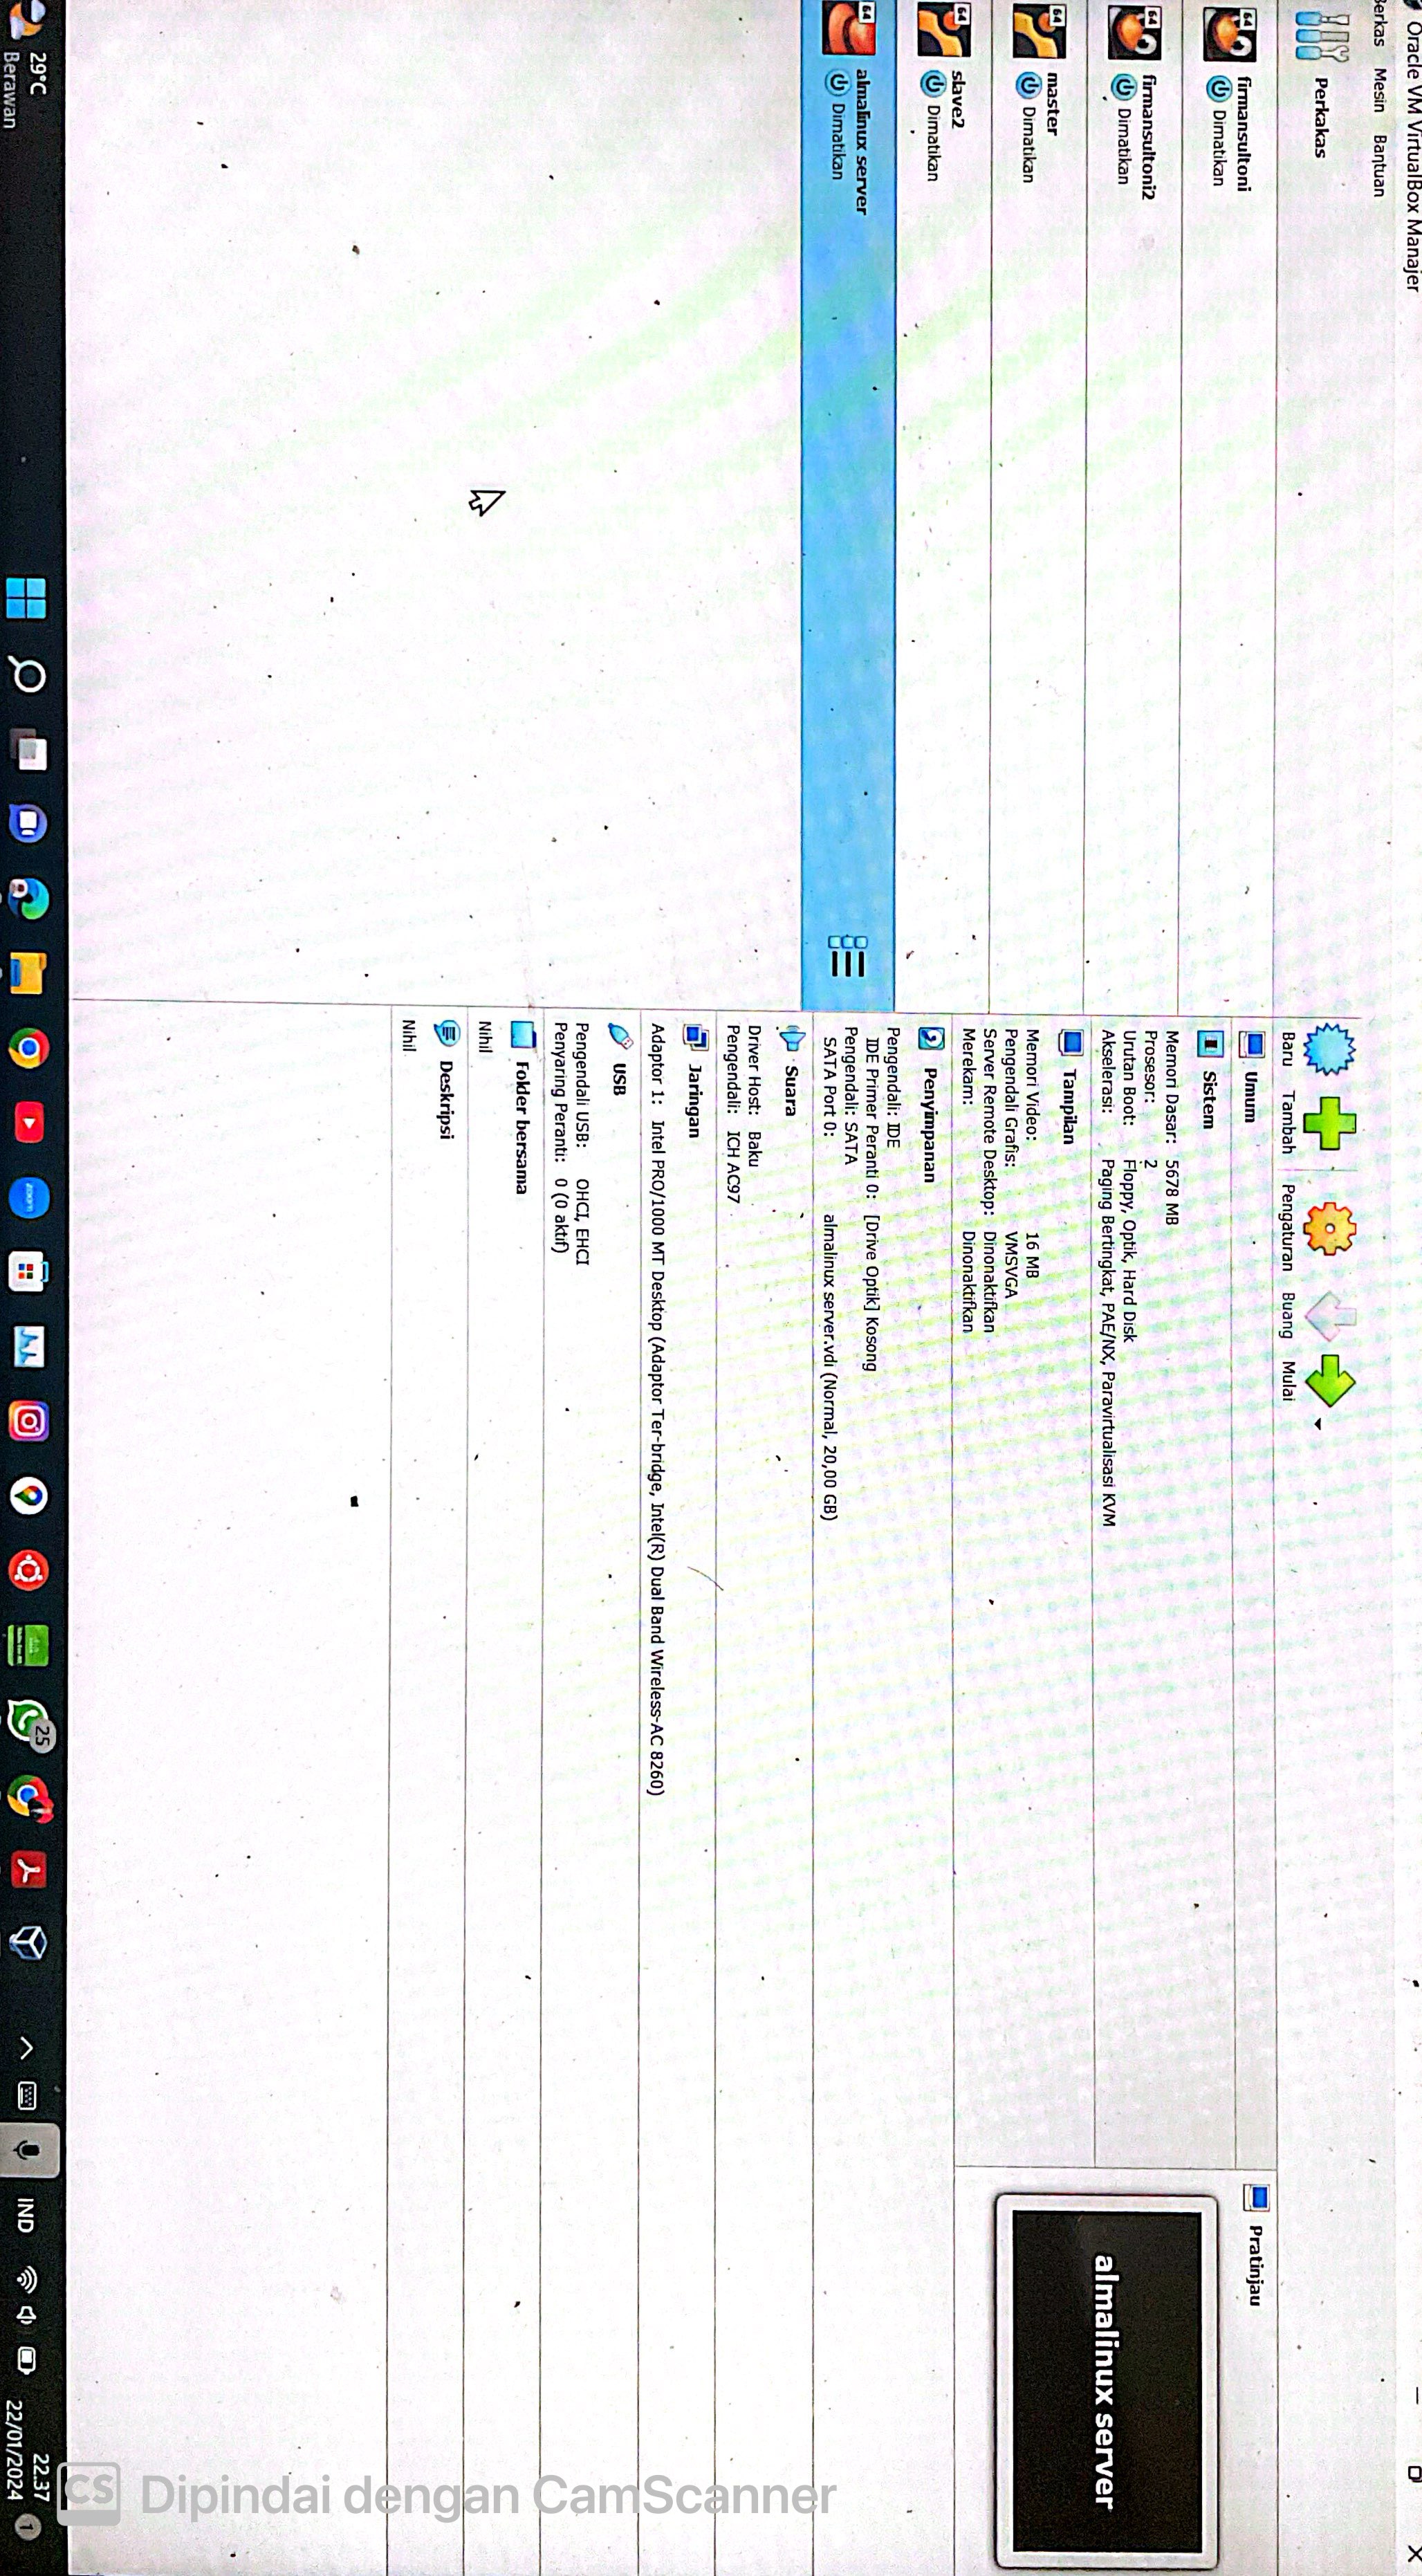 Oracle VM VirtualBox Manajer
Berkas Mesin Bantuan
Perkakas
firmansultoni
Dimatikan
firmansultoni2
Dimatikan
master
Dimatikan
slave2
Dimatikan
almalinux server
Dimatikan
64
64
64
64
64
Baru Tambah Pengaturan Buang Mulai
Umum
Sistem
Memori Dasar: 5678 MB
Prosesor: 2
Urutan Boot: Floppy, Optik, Hard Disk
Akselerasi: Paging Bertingkat, PAE/NX, Paravirtualisasi KVM
Tampilan
Memori Video: 16 MB
Pengendali Grafis: VMSVGA
Server Remote Desktop: Dinonaktifkan
Merekam: Dinonaktifkan
Penyimpanan
Pengendali: IDE
IDE Primer Peranti 0: [Drive Optik] Kosong
Pengendali: SATA
SATA Port 0: almalinux server.vdi (Normal, 20,00 GB)
Suara
Driver Host: Baku
Pengendali: ICH AC97
Jaringan
Adaptor 1: Intel PRO/1000 MT Desktop (Adaptor Ter-bridge, Intel(R) Dual Band Wireless-AC 8260)
USB
Pengendali USB: OHCI, EHCI
Penyaring Peranti: 0 (0 aktif)
Folder bersama
Nihil
Deskripsi
Nihil
Pratinjau
almalinux server
29°C
Berawan
zoom
25
IND
22.37
22/01/2024
1
CS Dipindai dengan CamScanner